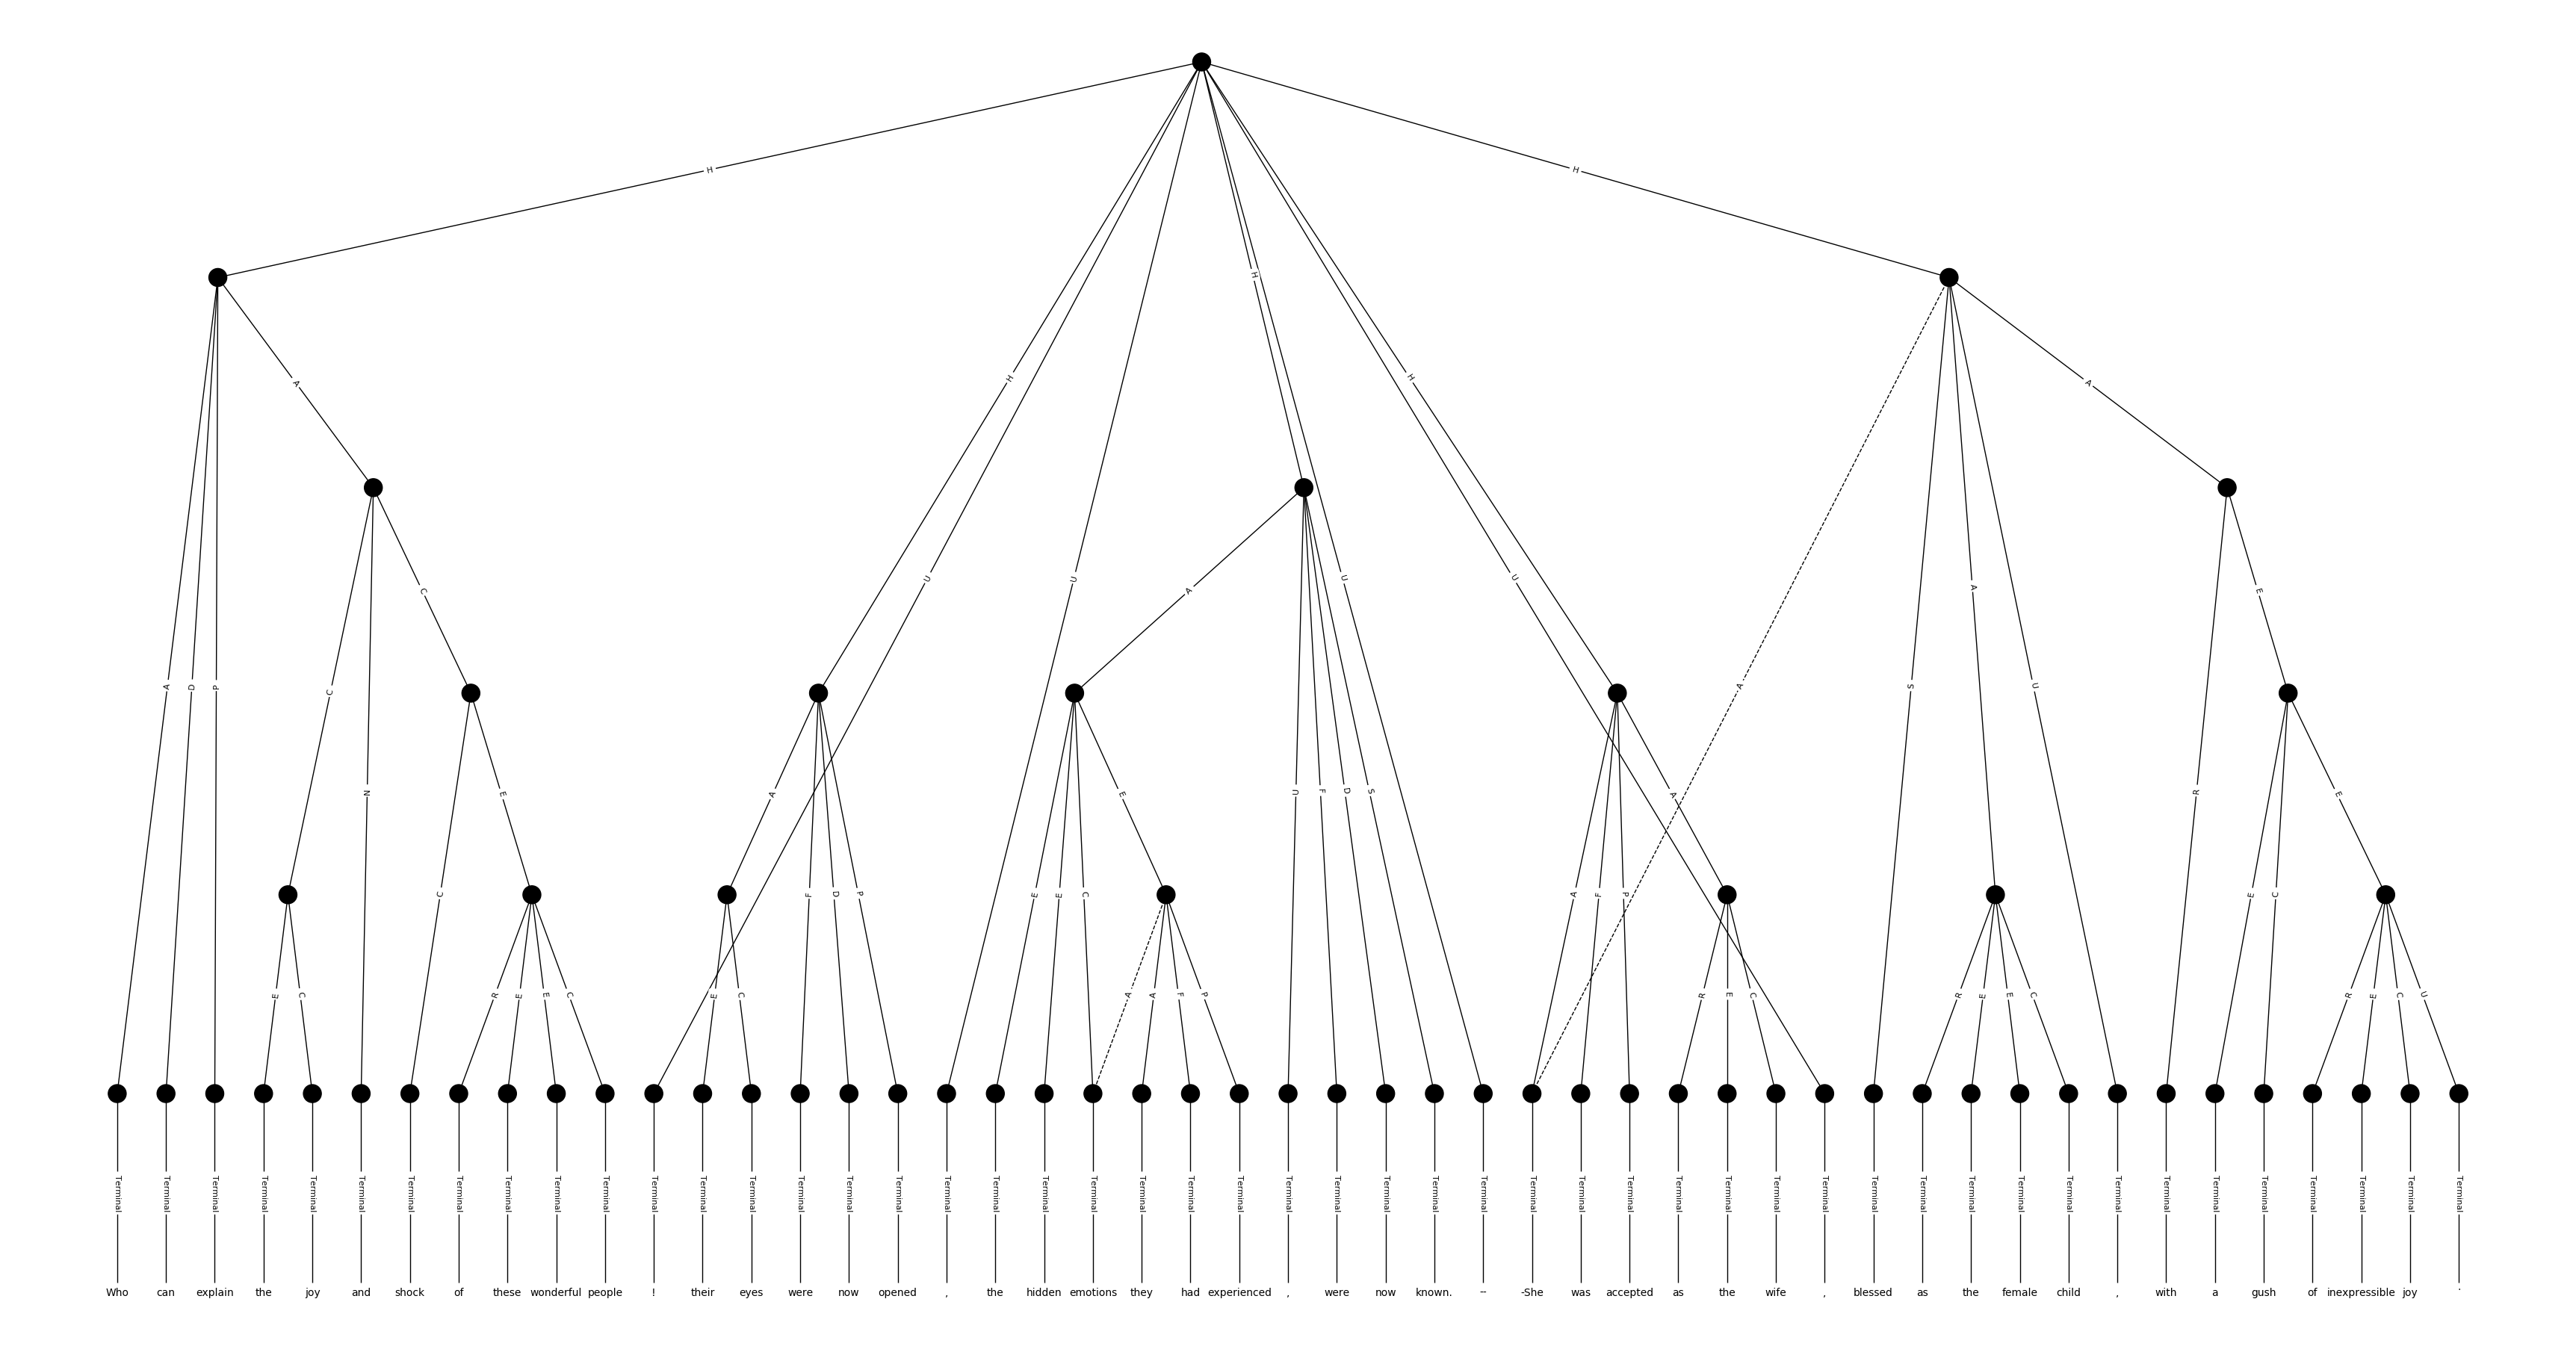 H H
A H H H A
U A U C A U E
A D P C U A S A U
N E A E U F D S A R E
C F D P E E C A F P E C
E C R E E C E C A A F P R E C R E E C R E C U
Terminal Terminal Terminal Terminal Terminal Terminal Terminal Terminal Terminal Terminal Terminal Terminal Terminal Terminal Terminal Terminal Terminal Terminal Terminal Terminal Terminal Terminal Terminal Terminal Terminal Terminal Terminal Terminal Terminal Terminal Terminal Terminal Terminal Terminal Terminal Terminal Terminal Terminal Terminal Terminal Terminal Terminal Terminal Terminal Terminal Terminal Terminal Terminal Terminal
Who can explain the joy and shock of these wonderful people ! their eyes were now opened , the hidden emotions they had experienced , were now known. -- -She was accepted as the wife , blessed as the female child , with a gush of inexpressible joy .